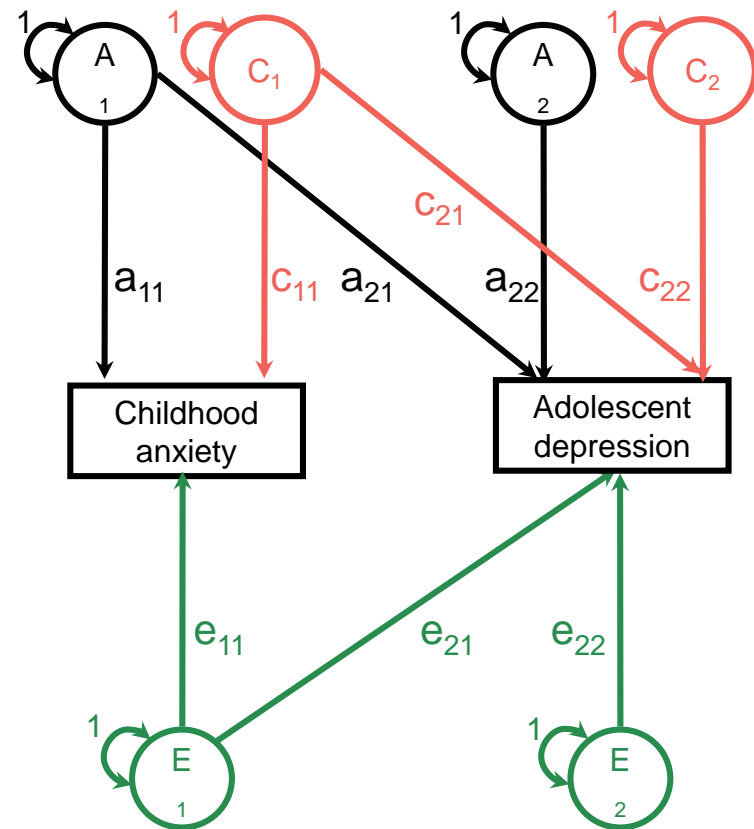 1
A
1
1
C₁
1
A
2
1
C₂
a₁₁
c₁₁
a₂₁
c₂₁
a₂₂
c₂₂
Childhood
anxiety
Adolescent
depression
e₁₁
e₂₁
e₂₂
1
E
1
1
E
2